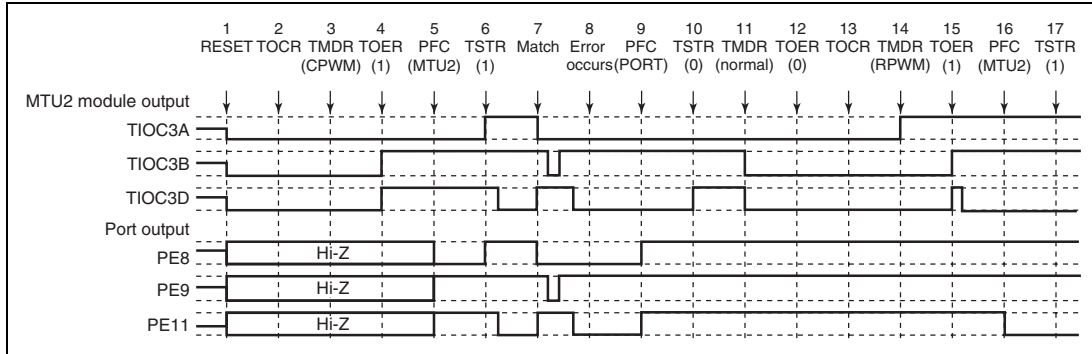 1 2 3 4 5 6 7 8 9 10 11 12 13 14 15 16 17
RESET TOCR TMDR TOER PFC TSTR Match Error PFC TSTR TMDR TOER TOCR TMDR TOER PFC TSTR
(CPWM) (1) (MTU2) (1) occurs (PORT) (0) (normal) (0) (RPWM) (1) (MTU2) (1)
MTU2 module output
TIOC3A
TIOC3B
TIOC3D
Port output
PE8 Hi-Z
PE9 Hi-Z
PE11 Hi-Z